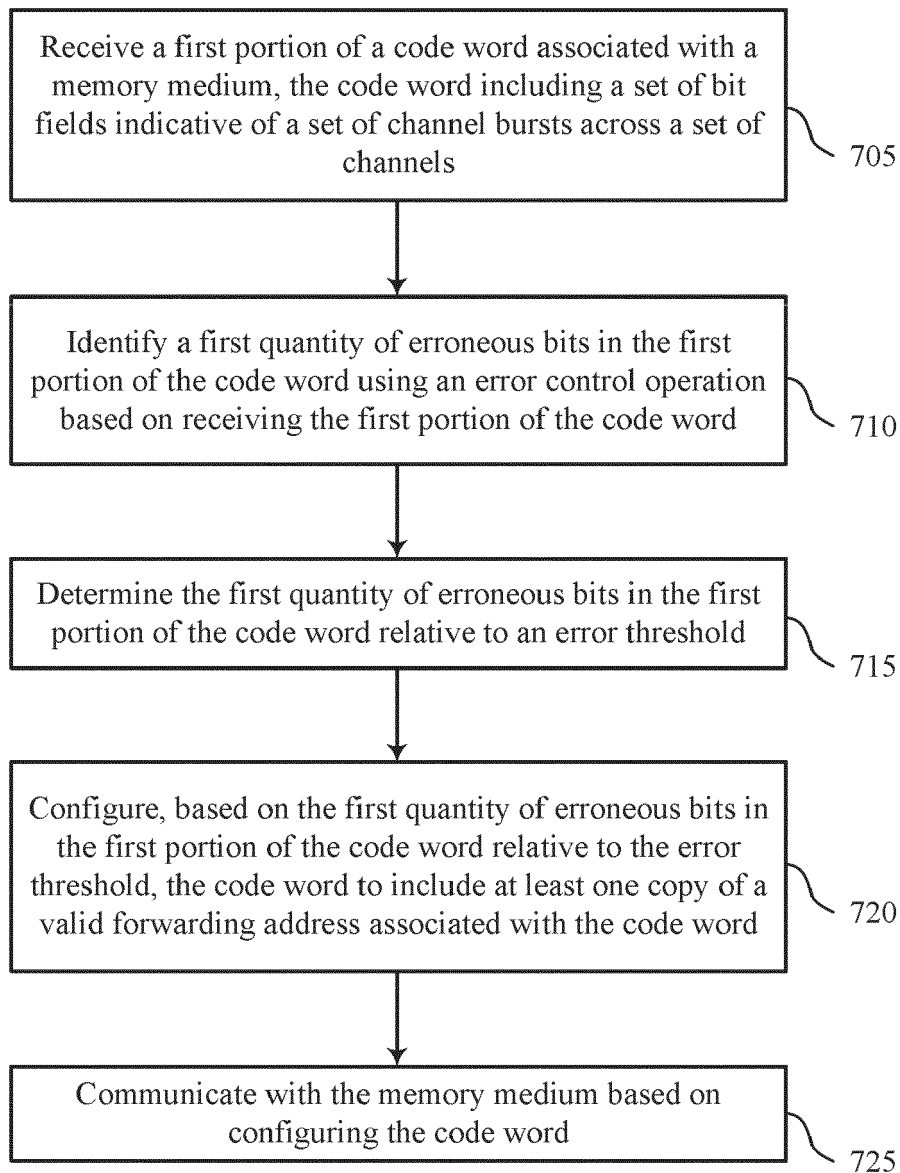 Receive a first portion of a code word associated with a
memory medium, the code word including a set of bit
fields indicative of a set of channel bursts across a set of
channels
705
Identify a first quantity of erroneous bits in the first
portion of the code word using an error control operation
based on receiving the first portion of the code word
710
Determine the first quantity of erroneous bits in the first
portion of the code word relative to an error threshold
715
Configure, based on the first quantity of erroneous bits in
the first portion of the code word relative to the error
threshold, the code word to include at least one copy of a
valid forwarding address associated with the code word
720
Communicate with the memory medium based on
configuring the code word
725